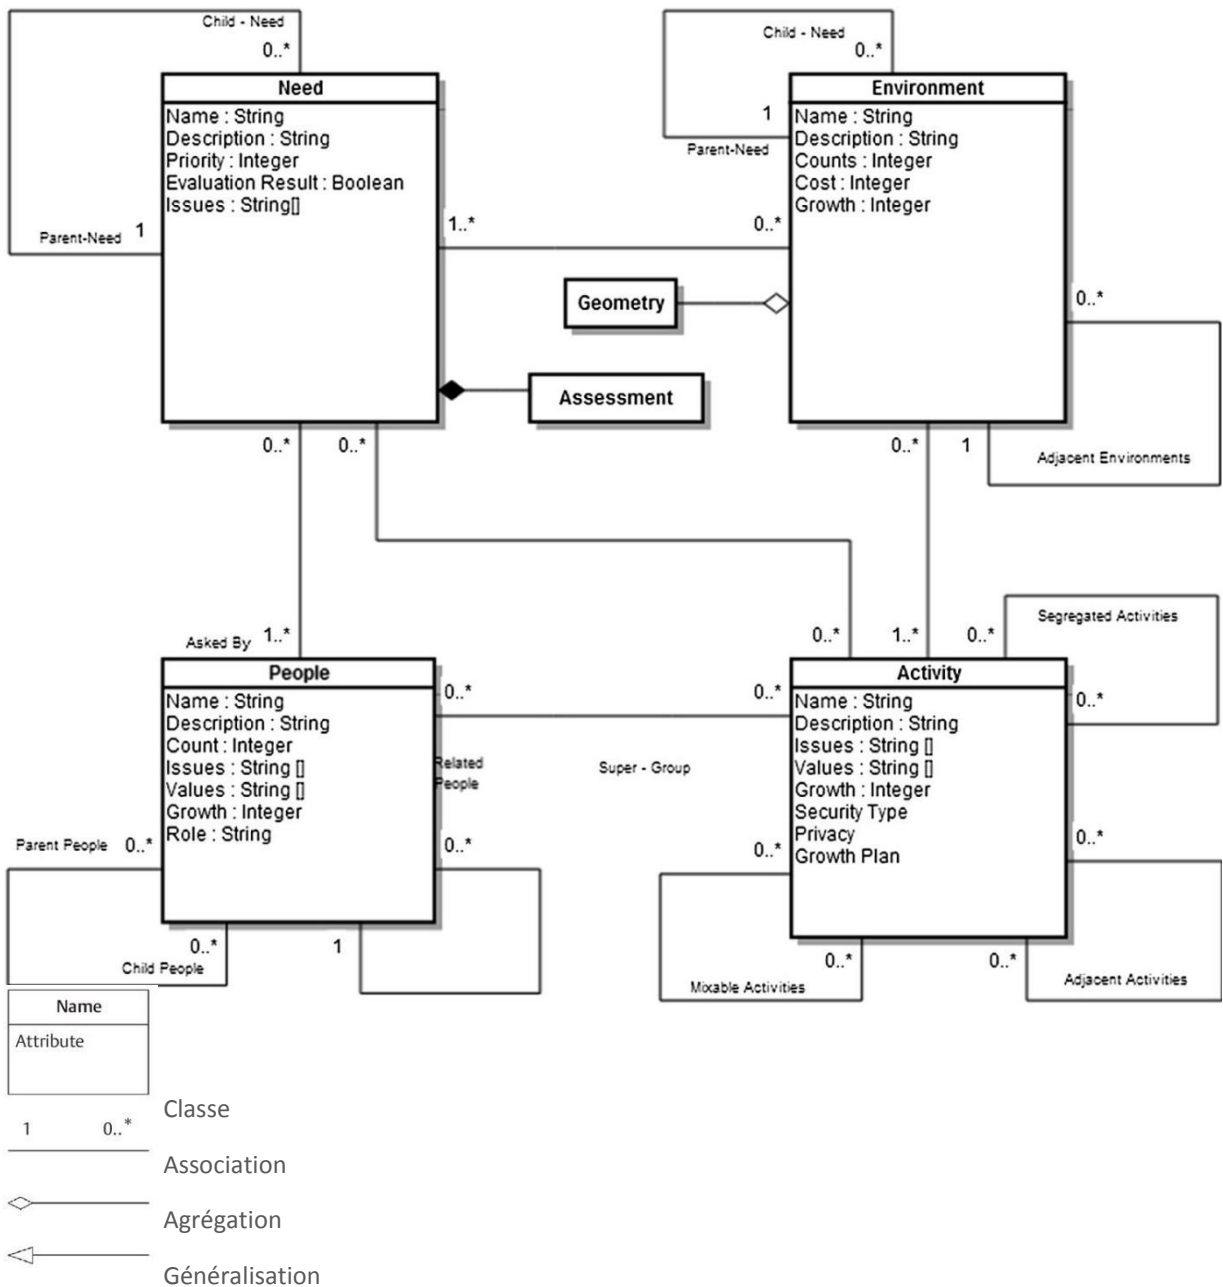 Child - Need
0..*
Child - Need
0..*
Need
Name : String
Description : String
Priority : Integer
Evaluation Result : Boolean
Issues : String[]
Parent-Need
1
1..*
0..*
1
Parent-Need
Environment
Name : String
Description : String
Counts : Integer
Cost : Integer
Growth : Integer
Geometry
0..*
Assessment
0..*
0..*
0..*
1
Adjacent Environments
Asked By
1..*
0..*
1..*
0..*
Segregated Activities
People
Name : String
Description : String
Count : Integer
Issues : String []
Values : String []
Growth : Integer
Role : String
0..*
0..*
Related
People
Super - Group
Activity
Name : String
Description : String
Issues : String []
Values : String []
Growth : Integer
Security Type
Privacy
Growth Plan
0..*
Parent People
0..*
0..*
0..*
0..*
0..*
1
Child People
0..*
0..*
Mixable Activities
Adjacent Activities
Name
Attribute
Classe
1
0..*
Association
Agrégation
Généralisation